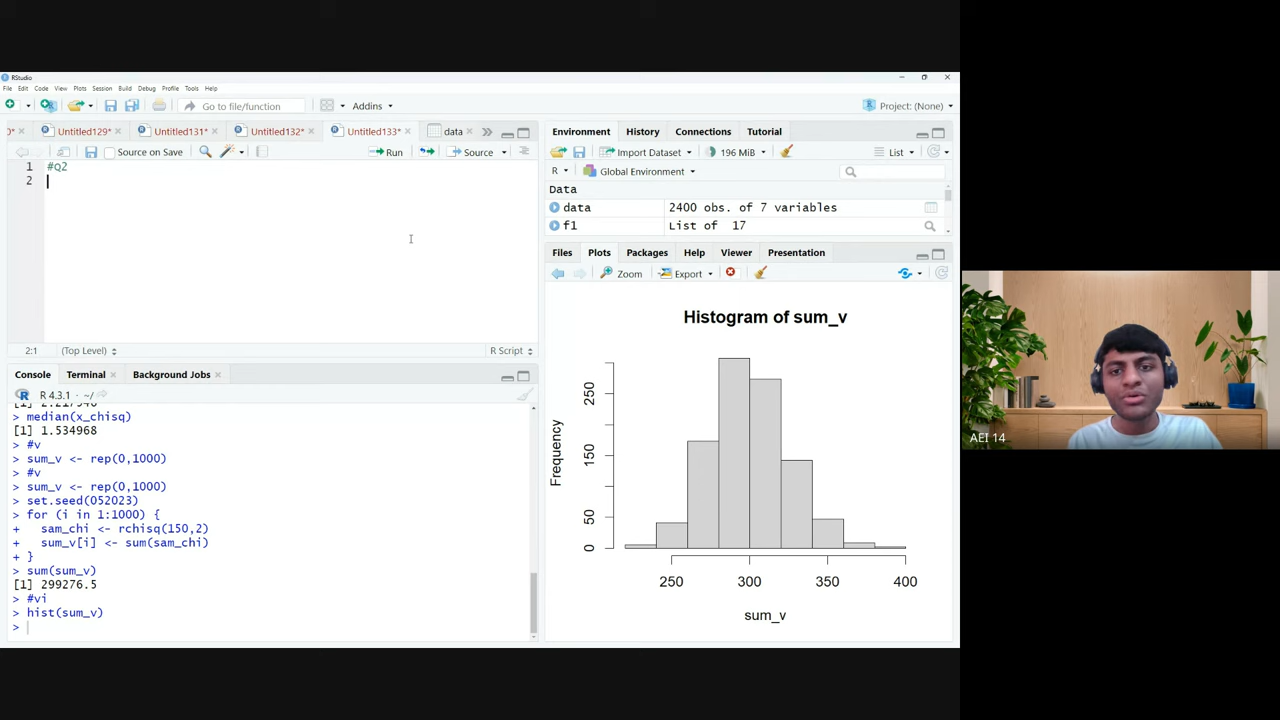 RStudio
File Edit Code View Plots Session Build Debug Profile Tools Help
Go to file/function Addins Project: (None)
Untitled129* Untitled131* Untitled132* Untitled133* data
Source on Save Run Source
1 #Q2
2
2:1 (Top Level) R Script
Console Terminal Background Jobs
R 4.3.1 · ~/
> median(x_chisq)
[1] 1.534968
> #v
> sum_v <- rep(0,1000)
> #v
> sum_v <- rep(0,1000)
> set.seed(052023)
> for (i in 1:1000) {
+ sam_chi <- rchisq(150,2)
+ sum_v[i] <- sum(sam_chi)
+ }
> sum(sum_v)
[1] 299276.5
> #vi
> hist(sum_v)
>
Environment History Connections Tutorial
Import Dataset 196 MiB List
R Global Environment
Data
data 2400 obs. of 7 variables
f1 List of 17
Files Plots Packages Help Viewer Presentation
Zoom Export
Histogram of sum_v
Frequency
250
150
50
0
250 300 350 400
sum_v
AEI 14